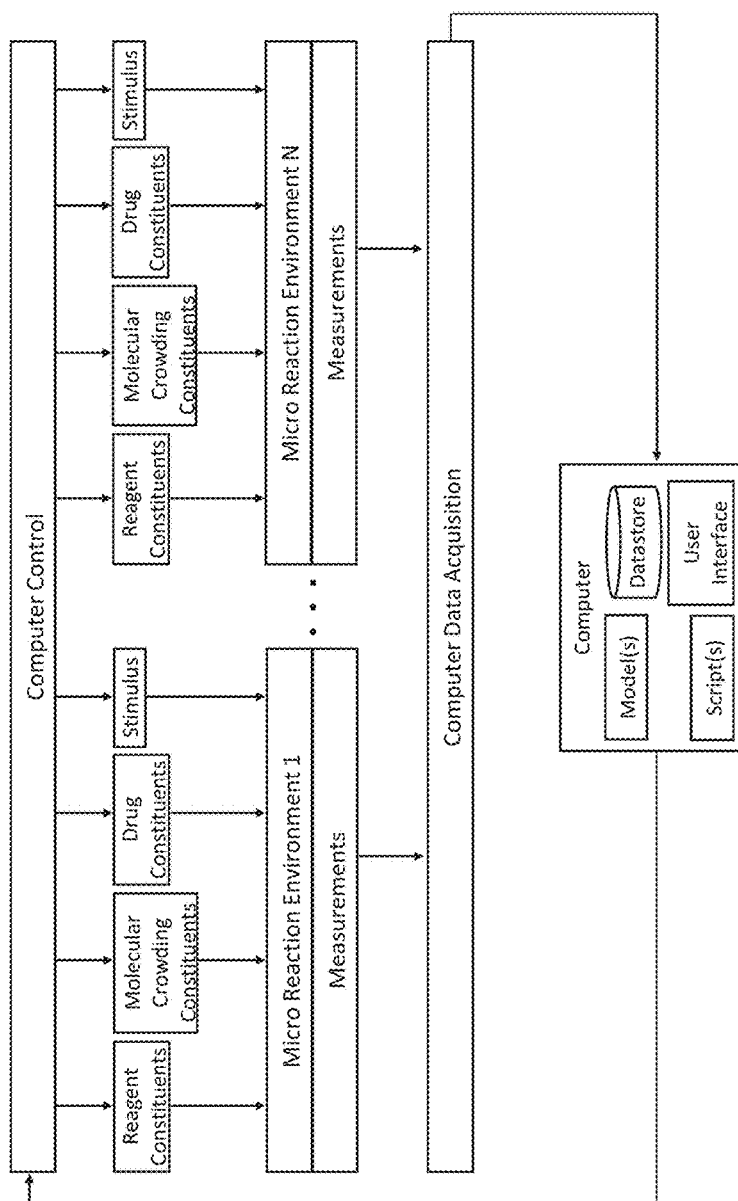 Computer Control
Reagent
Constituents
Molecular
Crowding
Constituents
Drug
Constituents
Stimulus
Reagent
Constituents
Molecular
Crowding
Constituents
Drug
Constituents
Stimulus
Micro Reaction Environment 1
Measurements
Micro Reaction Environment N
Measurements
Computer Data Acquisition
Computer
Model(s)
Datastore
Script(s)
User
Interface